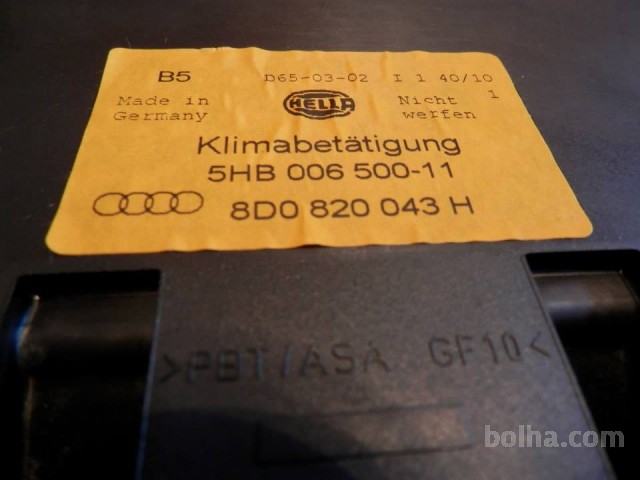 B5 D65-03-02 I 1 40/10
Made in Germany HELLA Nicht werfen 1
Klimabetätigung
5HB 006 500-11
8D0 820 043 H
>PBT/ASA GF10<
bolha.com